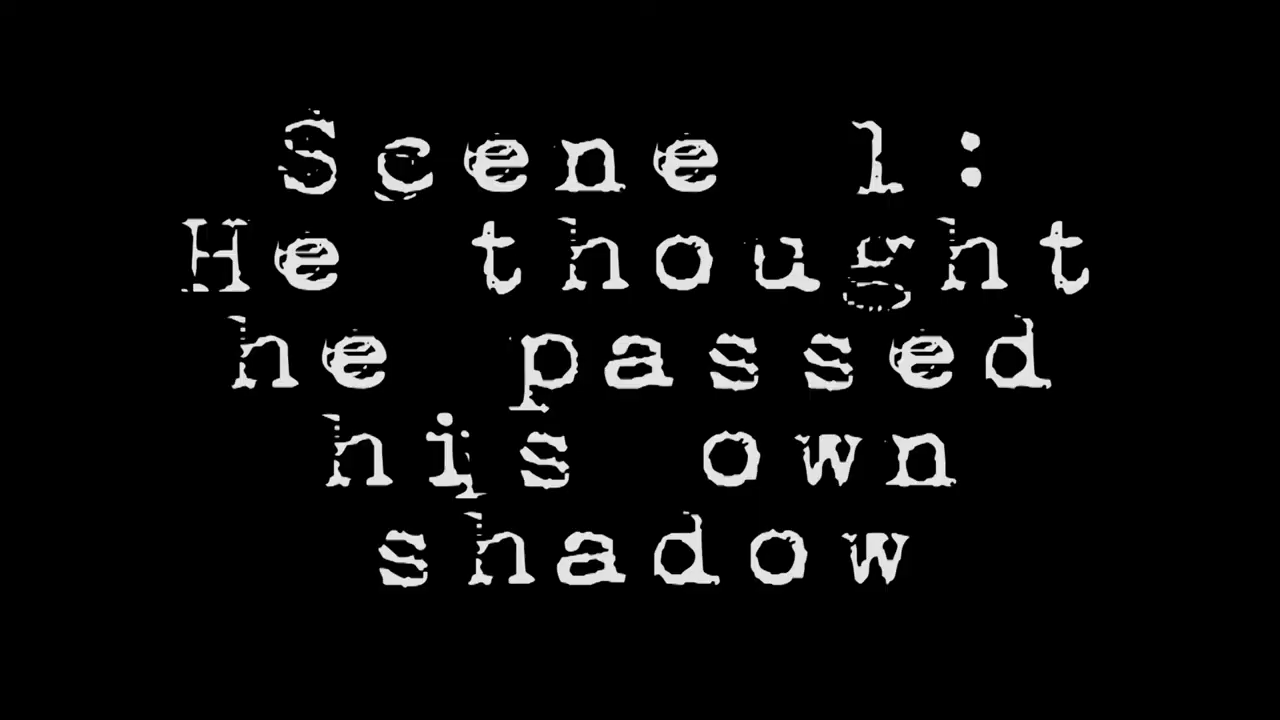 Scene 1:
He thought
he passed
his own
shadow